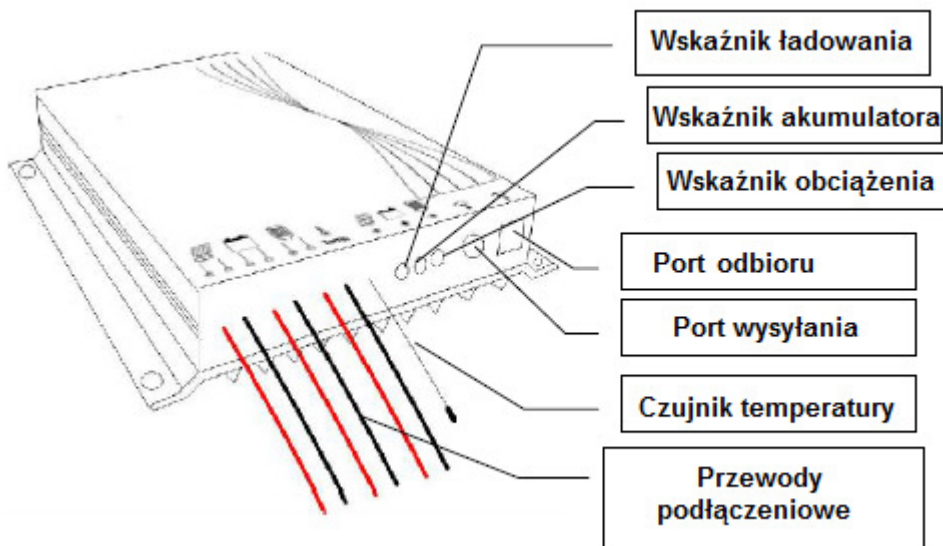 Wskaźnik ładowania
Wskaźnik akumulatora
Wskaźnik obciążenia
Port odbioru
Port wysyłania
Czujnik temperatury
Przewody
podłączeniowe